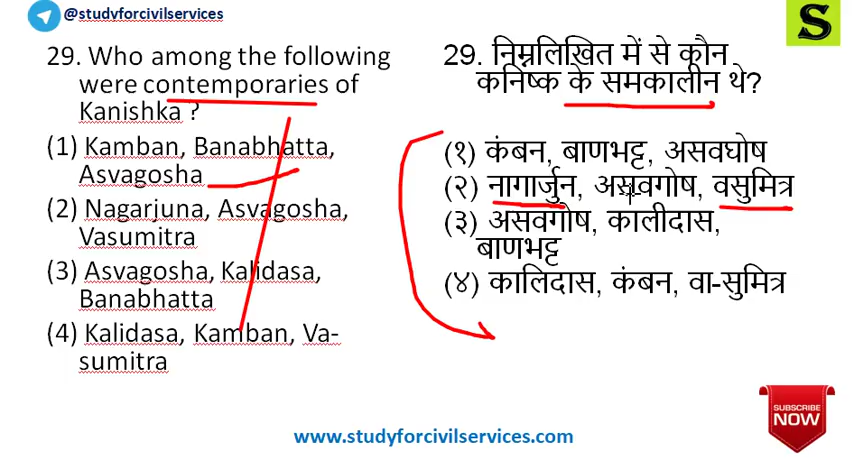 @studyforcivilservices
S
29. Who among the following
were contemporaries of
Kanishka ?
(1) Kamban, Banabhatta,
Asvagosha
(2) Nagarjuna, Asvagosha,
Vasumitra
(3) Asvagosha, Kalidasa,
Banabhatta
(4) Kalidasa, Kamban, Va-
sumitra
29. निम्नलिखित में से कौन
कनिष्क के समकालीन थे?
(१) कंबन, बाणभट्ट, असवघोष
(२) नागार्जुन, असवगोष, वसुमित्र
(३) असवगोष, कालीदास,
बाणभट्ट
(४) कालिदास, कंबन, वा-सुमित्र
SUBSCRIBE
NOW
www.studyforcivilservices.com